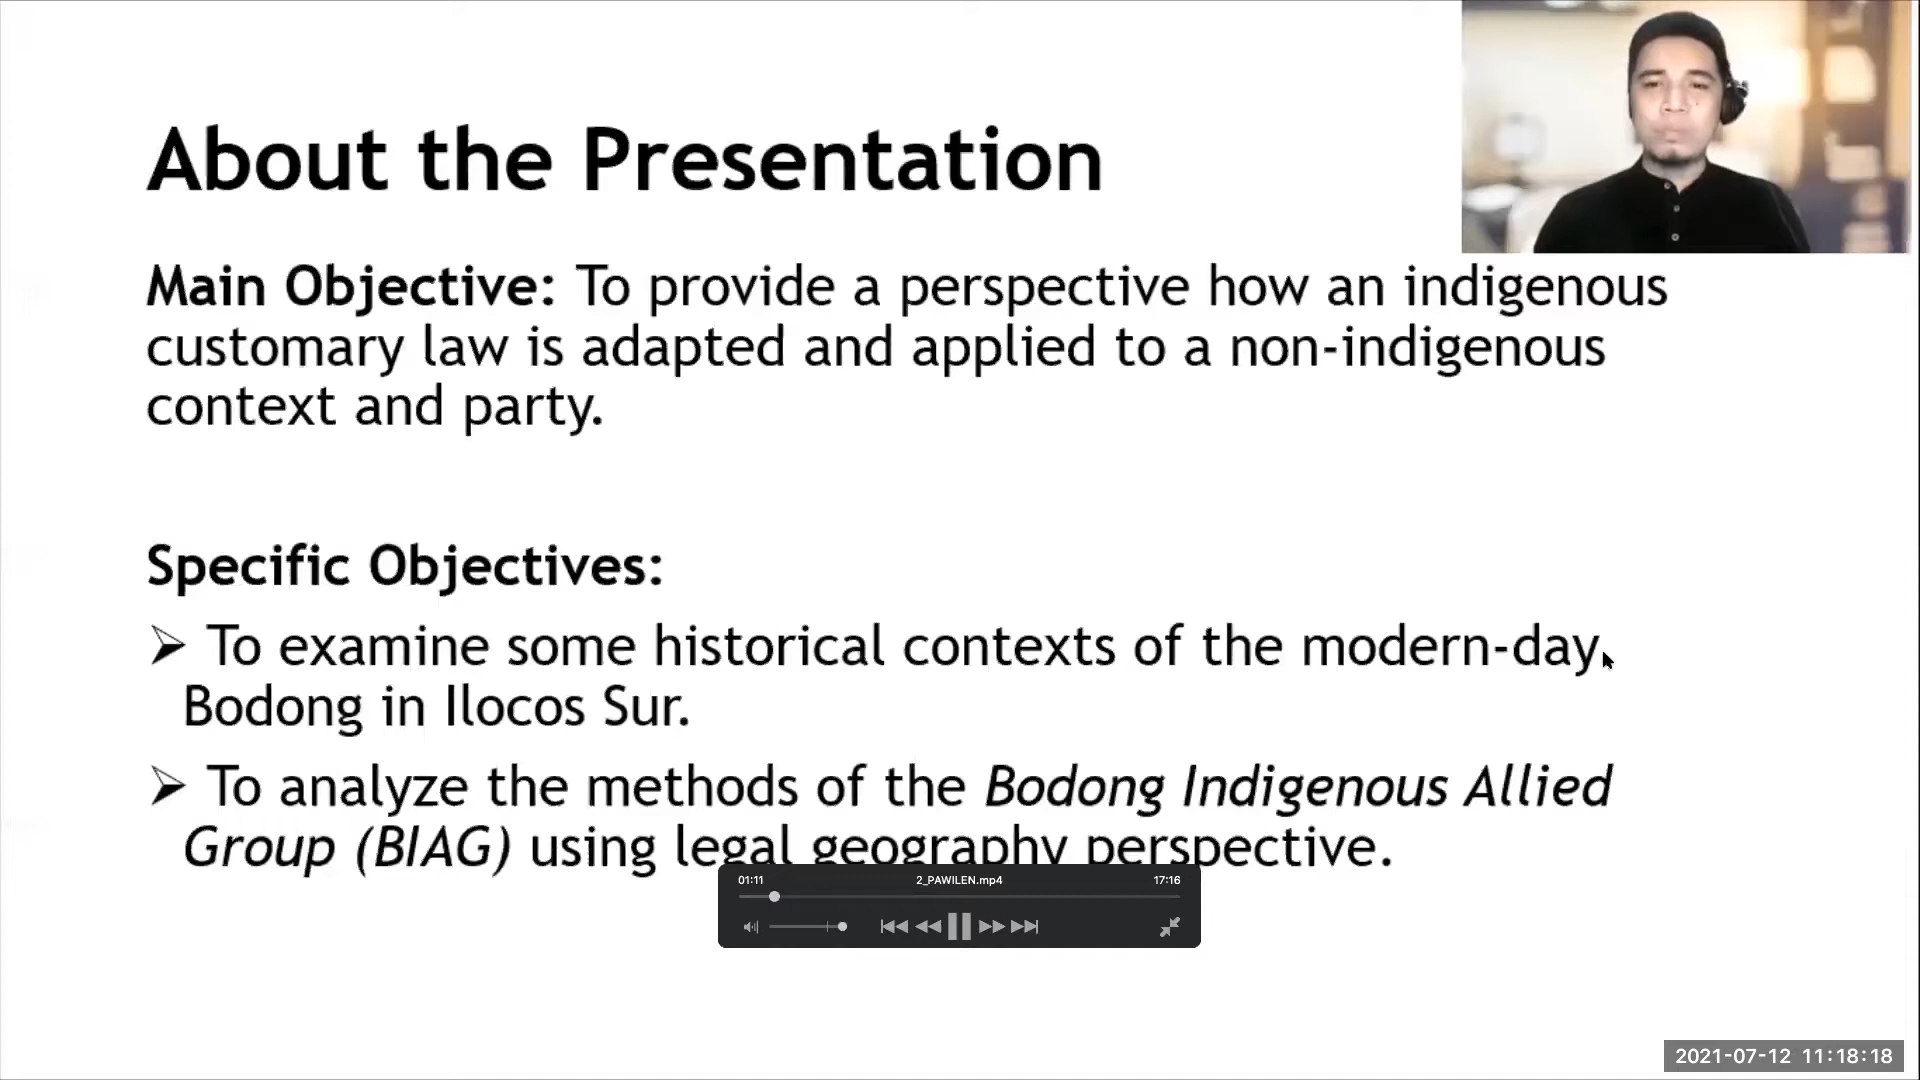 About the Presentation
Main Objective: To provide a perspective how an indigenous
customary law is adapted and applied to a non-indigenous
context and party.
Specific Objectives:
➢ To examine some historical contexts of the modern-day
Bodong in Ilocos Sur.
➢ To analyze the methods of the Bodong Indigenous Allied
Group (BIAG) using legal geography perspective.
01:11 2_PAWILEN.mp4 17:16
2021-07-12 11:18:18